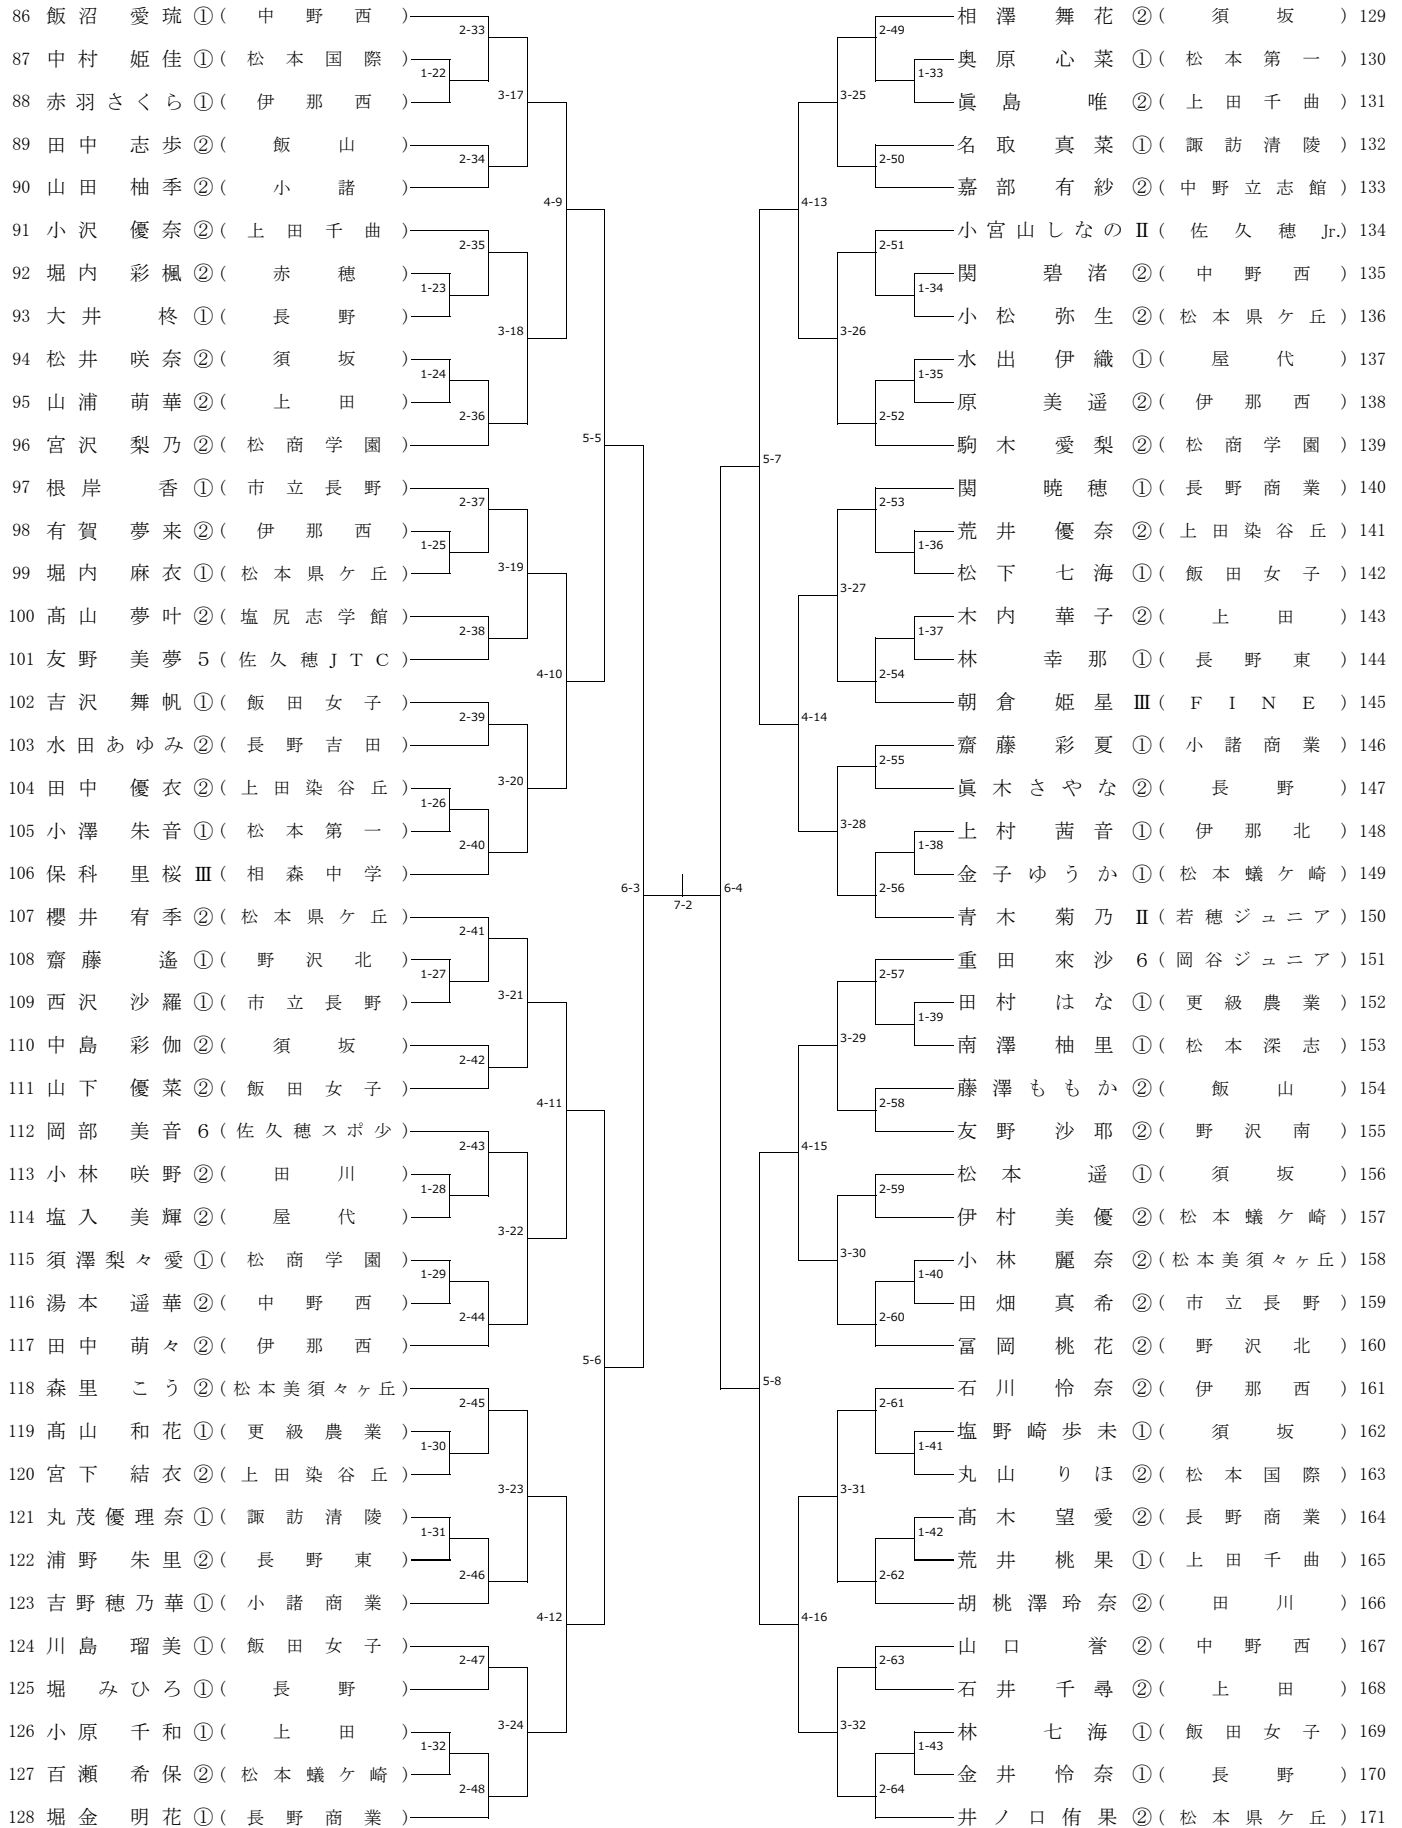 86 飯沼 愛琉 ①( 中野西 )
87 中村 姫佳 ①( 松本国際 )
88 赤羽さくら ①( 伊那西 )
89 田中 志歩 ②( 飯山 )
90 山田 柚季 ②( 小諸 )
91 小沢 優奈 ②( 上田千曲 )
92 堀内 彩楓 ②( 赤穂 )
93 大井 柊 ①( 長野 )
94 松井 咲奈 ②( 須坂 )
95 山浦 萌華 ②( 上田 )
96 宮沢 梨乃 ②( 松商学園 )
97 根岸 香 ①( 市立長野 )
98 有賀 夢来 ②( 伊那西 )
99 堀内 麻衣 ①( 松本県ケ丘 )
100 髙山 夢叶 ②( 塩尻志学館 )
101 友野 美夢 5( 佐久穂JTC )
102 吉沢 舞帆 ①( 飯田女子 )
103 水田あゆみ ②( 長野吉田 )
104 田中 優衣 ②( 上田染谷丘 )
105 小澤 朱音 ①( 松本第一 )
106 保科 里桜 Ⅲ( 相森中学 )
107 櫻井 宥季 ②( 松本県ケ丘 )
108 齋藤 遙 ①( 野沢北 )
109 西沢 沙羅 ①( 市立長野 )
110 中島 彩伽 ②( 須坂 )
111 山下 優菜 ②( 飯田女子 )
112 岡部 美音 6( 佐久穂スポ少 )
113 小林 咲野 ②( 田川 )
114 塩入 美輝 ②( 屋代 )
115 須澤梨々愛 ①( 松商学園 )
116 湯本 遥華 ②( 中野西 )
117 田中 萌々 ②( 伊那西 )
118 森里 こう ②( 松本美須々ヶ丘 )
119 髙山 和花 ①( 更級農業 )
120 宮下 結衣 ②( 上田染谷丘 )
121 丸茂優理奈 ①( 諏訪清陵 )
122 浦野 朱里 ②( 長野東 )
123 吉野穂乃華 ①( 小諸商業 )
124 川島 瑠美 ①( 飯田女子 )
125 堀 みひろ ①( 長野 )
126 小原 千和 ①( 上田 )
127 百瀬 希保 ②( 松本蟻ケ崎 )
128 堀金 明花 ①( 長野商業 )
1-22
1-23
1-24
1-25
1-26
1-27
1-28
1-29
1-30
1-31
1-32
2-33
2-34
2-35
2-36
2-37
2-38
2-39
2-40
2-41
2-42
2-43
2-44
2-45
2-46
2-47
2-48
3-17
3-18
3-19
3-20
3-21
3-22
3-23
3-24
4-9
4-10
4-11
4-12
5-5
5-6
6-3
7-2
6-4
5-7
5-8
4-13
4-14
4-15
4-16
3-25
3-26
3-27
3-28
3-29
3-30
3-31
3-32
2-49
2-50
2-51
2-52
2-53
2-54
2-55
2-56
2-57
2-58
2-59
2-60
2-61
2-62
2-63
2-64
1-33
1-34
1-35
1-36
1-37
1-38
1-39
1-40
1-41
1-42
1-43
相澤 舞花 ②( 須坂 ) 129
奥原 心菜 ①( 松本第一 ) 130
眞島 唯 ②( 上田千曲 ) 131
名取 真菜 ①( 諏訪清陵 ) 132
嘉部 有紗 ②( 中野立志館 ) 133
小宮山しなの Ⅱ( 佐久穂Jr.) 134
関 碧渚 ②( 中野西 ) 135
小松 弥生 ②( 松本県ケ丘 ) 136
水出 伊織 ①( 屋代 ) 137
原 美遥 ②( 伊那西 ) 138
駒木 愛梨 ②( 松商学園 ) 139
関 暁穂 ①( 長野商業 ) 140
荒井 優奈 ②( 上田染谷丘 ) 141
松下 七海 ①( 飯田女子 ) 142
木内 華子 ②( 上田 ) 143
林 幸那 ①( 長野東 ) 144
朝倉 姫星 Ⅲ( FINE ) 145
齋藤 彩夏 ①( 小諸商業 ) 146
眞木さやな ②( 長野 ) 147
上村 茜音 ①( 伊那北 ) 148
金子ゆうか ①( 松本蟻ケ崎 ) 149
青木 菊乃 Ⅱ( 若穂ジュニア ) 150
重田 來沙 6( 岡谷ジュニア ) 151
田村 はな ①( 更級農業 ) 152
南澤 柚里 ①( 松本深志 ) 153
藤澤ももか ②( 飯山 ) 154
友野 沙耶 ②( 野沢南 ) 155
松本 遥 ①( 須坂 ) 156
伊村 美優 ②( 松本蟻ケ崎 ) 157
小林 麗奈 ②( 松本美須々ヶ丘 ) 158
田畑 真希 ②( 市立長野 ) 159
冨岡 桃花 ②( 野沢北 ) 160
石川 怜奈 ②( 伊那西 ) 161
塩野崎歩未 ①( 須坂 ) 162
丸山 りほ ②( 松本国際 ) 163
髙木 望愛 ②( 長野商業 ) 164
荒井 桃果 ①( 上田千曲 ) 165
胡桃澤玲奈 ②( 田川 ) 166
山口 誉 ②( 中野西 ) 167
石井 千尋 ②( 上田 ) 168
林 七海 ①( 飯田女子 ) 169
金井 怜奈 ①( 長野 ) 170
井ノ口侑果 ②( 松本県ケ丘 ) 171